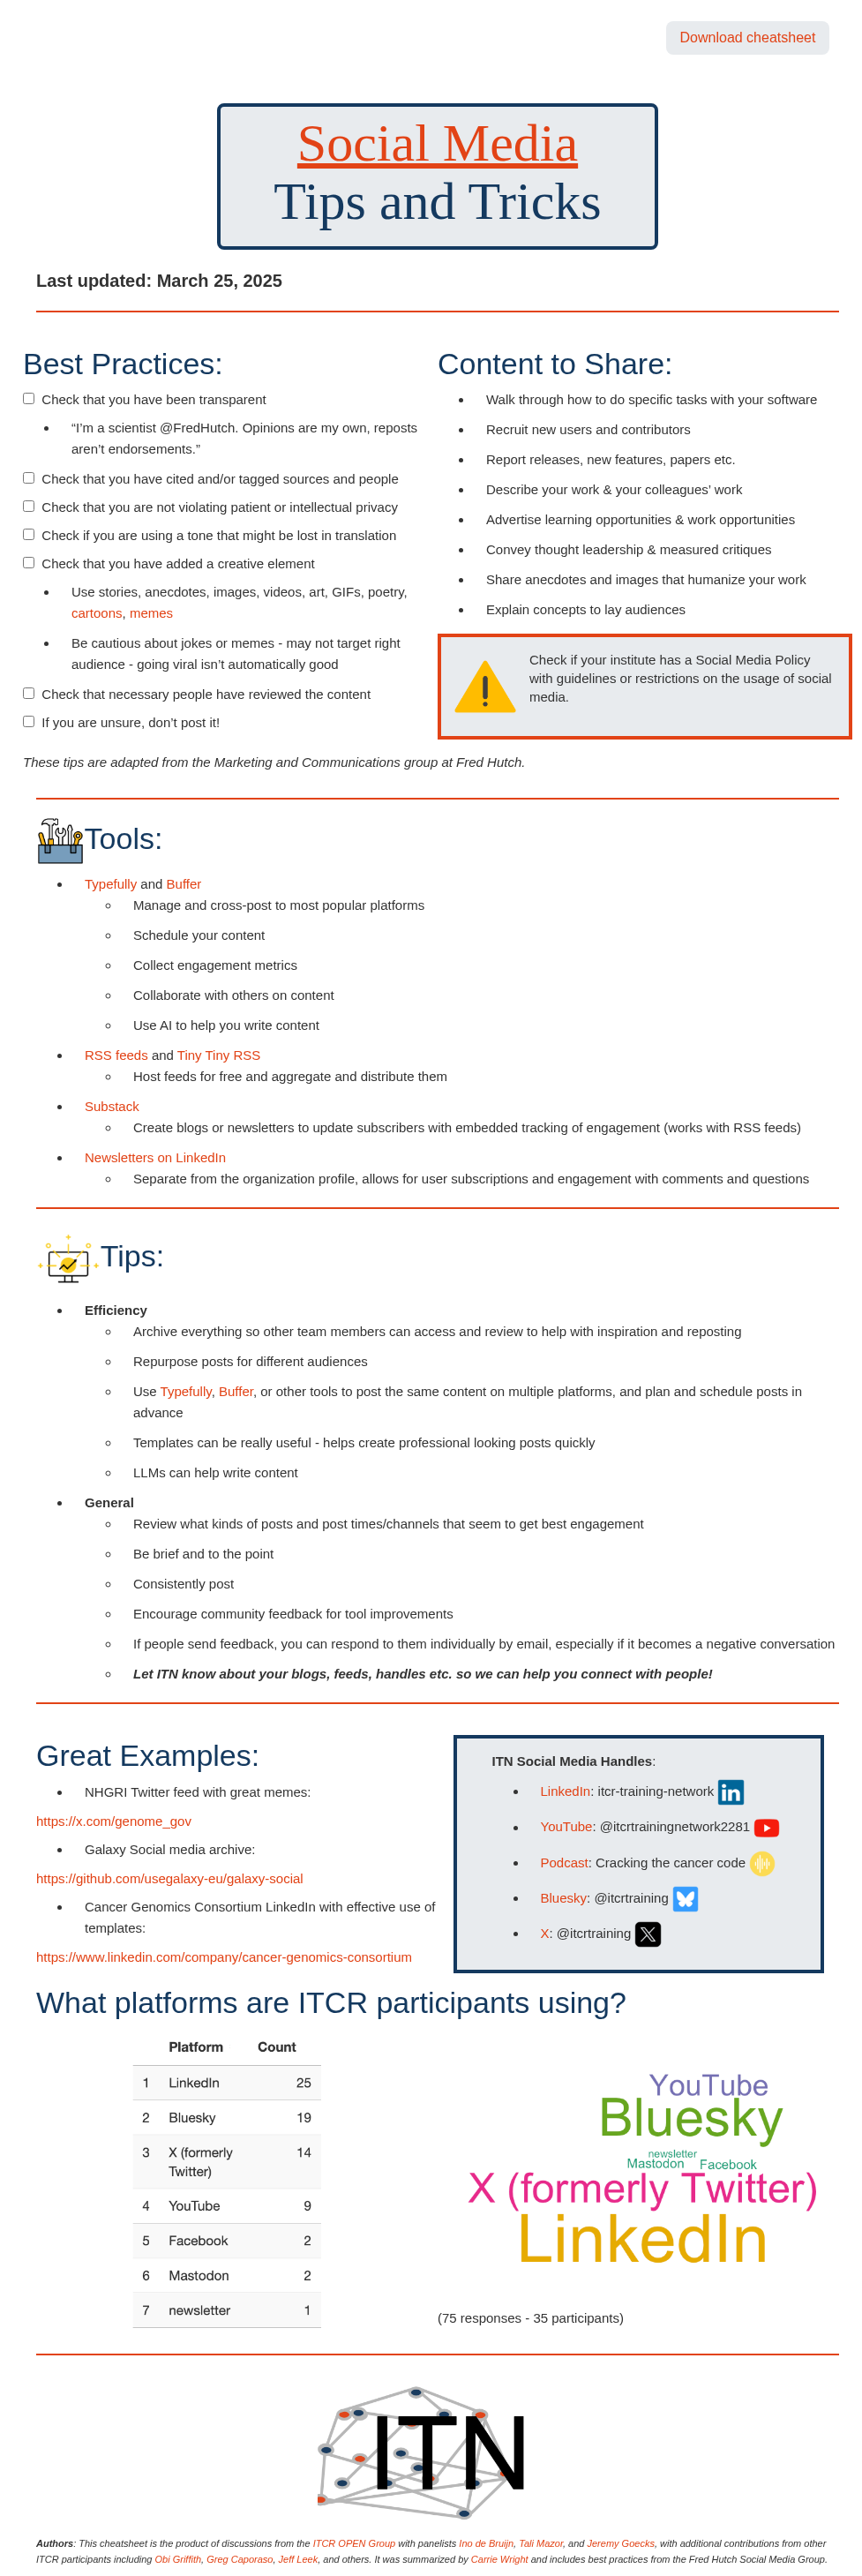 Download cheatsheet
Social Media
Tips and Tricks
Last updated: March 25, 2025
Best Practices:
Check that you have been transparent
“I’m a scientist @FredHutch. Opinions are my own, reposts
aren’t endorsements.”
Check that you have cited and/or tagged sources and people
Check that you are not violating patient or intellectual privacy
Check if you are using a tone that might be lost in translation
Check that you have added a creative element
Use stories, anecdotes, images, videos, art, GIFs, poetry,
cartoons, memes
Be cautious about jokes or memes - may not target right
audience - going viral isn’t automatically good
Check that necessary people have reviewed the content
If you are unsure, don’t post it!
Content to Share:
Walk through how to do specific tasks with your software
Recruit new users and contributors
Report releases, new features, papers etc.
Describe your work & your colleagues’ work
Advertise learning opportunities & work opportunities
Convey thought leadership & measured critiques
Share anecdotes and images that humanize your work
Explain concepts to lay audiences
Check if your institute has a Social Media Policy
with guidelines or restrictions on the usage of social
media.
These tips are adapted from the Marketing and Communications group at Fred Hutch.
Tools:
Typefully and Buffer
Manage and cross-post to most popular platforms
Schedule your content
Collect engagement metrics
Collaborate with others on content
Use AI to help you write content
RSS feeds and Tiny Tiny RSS
Host feeds for free and aggregate and distribute them
Substack
Create blogs or newsletters to update subscribers with embedded tracking of engagement (works with RSS feeds)
Newsletters on LinkedIn
Separate from the organization profile, allows for user subscriptions and engagement with comments and questions
Tips:
Efficiency
Archive everything so other team members can access and review to help with inspiration and reposting
Repurpose posts for different audiences
Use Typefully, Buffer, or other tools to post the same content on multiple platforms, and plan and schedule posts in
advance
Templates can be really useful - helps create professional looking posts quickly
LLMs can help write content
General
Review what kinds of posts and post times/channels that seem to get best engagement
Be brief and to the point
Consistently post
Encourage community feedback for tool improvements
If people send feedback, you can respond to them individually by email, especially if it becomes a negative conversation
Let ITN know about your blogs, feeds, handles etc. so we can help you connect with people!
Great Examples:
NHGRI Twitter feed with great memes:
https://x.com/genome_gov
Galaxy Social media archive:
https://github.com/usegalaxy-eu/galaxy-social
Cancer Genomics Consortium LinkedIn with effective use of
templates:
https://www.linkedin.com/company/cancer-genomics-consortium
ITN Social Media Handles:
LinkedIn: itcr-training-network
YouTube: @itcrtrainingnetwork2281
Podcast: Cracking the cancer code
Bluesky: @itcrtraining
X: @itcrtraining
What platforms are ITCR participants using?
Platform Count
1 LinkedIn 25
2 Bluesky 19
3 X (formerly 14
Twitter)
4 YouTube 9
5 Facebook 2
6 Mastodon 2
7 newsletter 1
YouTube
Bluesky
newsletter
Mastodon Facebook
X (formerly Twitter)
LinkedIn
(75 responses - 35 participants)
ITN
Authors: This cheatsheet is the product of discussions from the ITCR OPEN Group with panelists Ino de Bruijn, Tali Mazor, and Jeremy Goecks, with additional contributions from other
ITCR participants including Obi Griffith, Greg Caporaso, Jeff Leek, and others. It was summarized by Carrie Wright and includes best practices from the Fred Hutch Social Media Group.